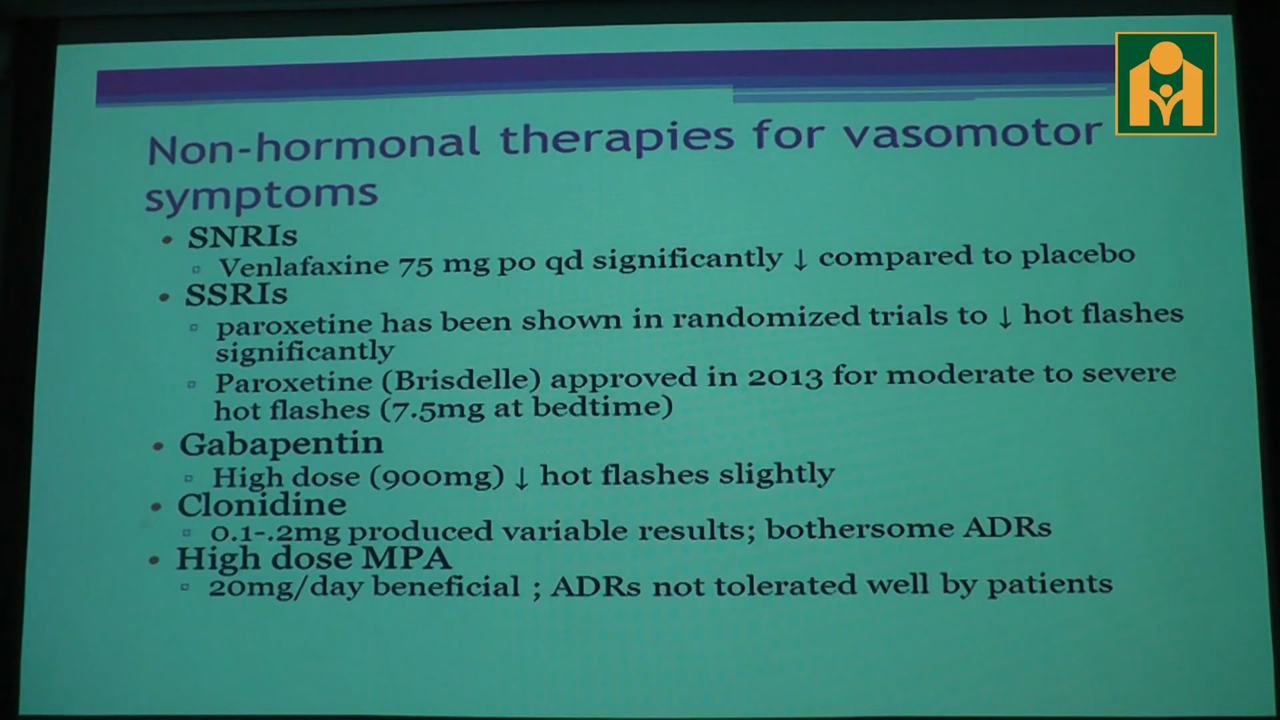 Non-hormonal therapies for vasomotor
symptoms
• SNRIs
▫ Venlafaxine 75 mg po qd significantly ↓ compared to placebo
• SSRIs
▫ paroxetine has been shown in randomized trials to ↓ hot flashes
significantly
▫ Paroxetine (Brisdelle) approved in 2013 for moderate to severe
hot flashes (7.5mg at bedtime)
• Gabapentin
▫ High dose (900mg) ↓ hot flashes slightly
• Clonidine
▫ 0.1-.2mg produced variable results; bothersome ADRs
• High dose MPA
▫ 20mg/day beneficial ; ADRs not tolerated well by patients